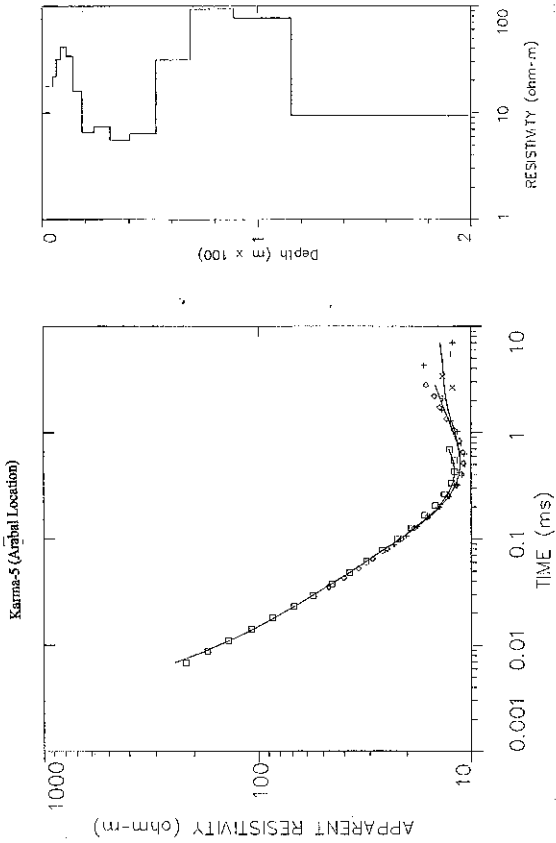 Karma-5 (Arabal Location)
APPARENT RESISTIVITY (ohm-m)
1000
100
10
0.001
0.01
0.1
1
10
TIME (ms)
0
1
2
Depth (m x 100)
1
10
100
RESISTIVITY (ohm-m)